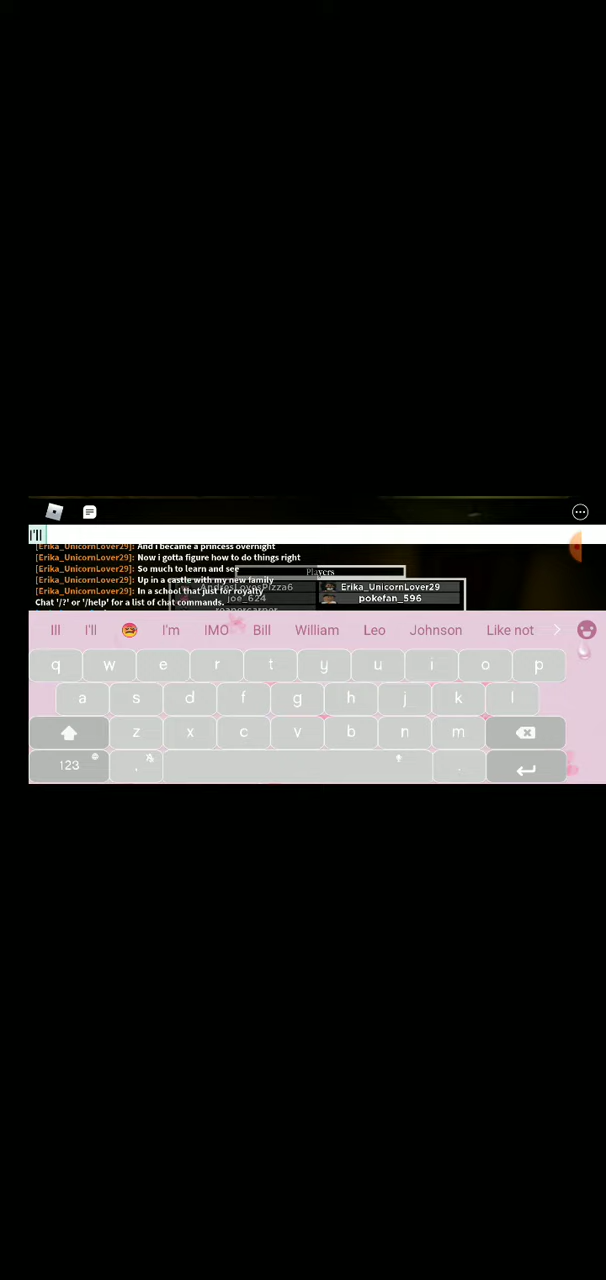 I'll
[Erika_UnicornLover29]: And i became a princess overnight
[Erika_UnicornLover29]: Now i gotta figure how to do things right
[Erika_UnicornLover29]: So much to learn and see
[Erika_UnicornLover29]: Up in a castle with my new family
[Erika_UnicornLover29]: In a school that just for royalty
Chat '/?' or '/help' for a list of chat commands.
Players
AndresLovesPizza6 Erika_UnicornLover29
joe_624 pokefan_596
Ill I'll I'm IMO Bill William Leo Johnson Like not
q w e r t y u i o p
a s d f g h j k l
z x c v b n m
123 , .